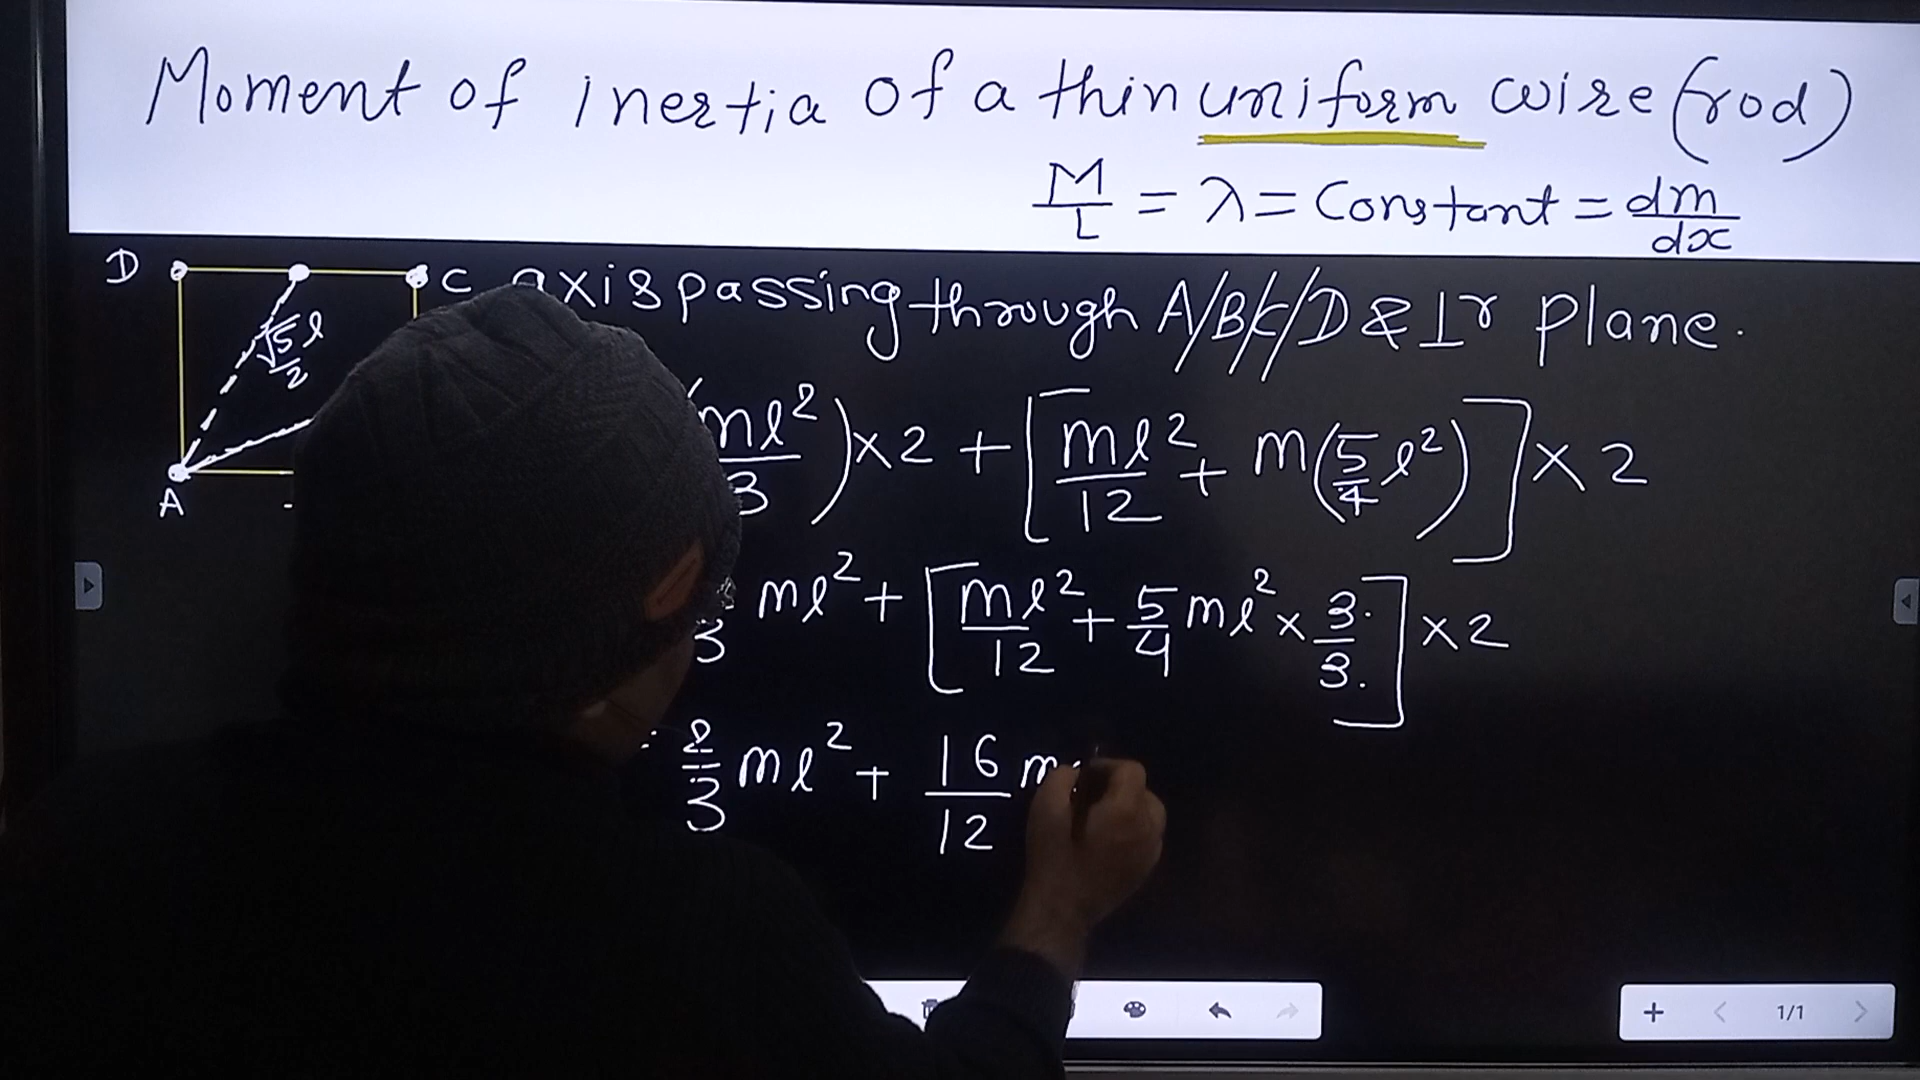 Moment of inertia of a thin uniform wire (rod)
M/L = λ = Constant = dm/dx
D
C
axis passing through A/B/C/D & ⊥r plane.
√5/2 l
A
ml²/3) x 2 + [ml²/12 + m(5/4 l²)] x 2
3 ml² + [ml²/12 + 5/4 ml² x 3/3] x 2
2/3 ml² + 16/12 m
1/1